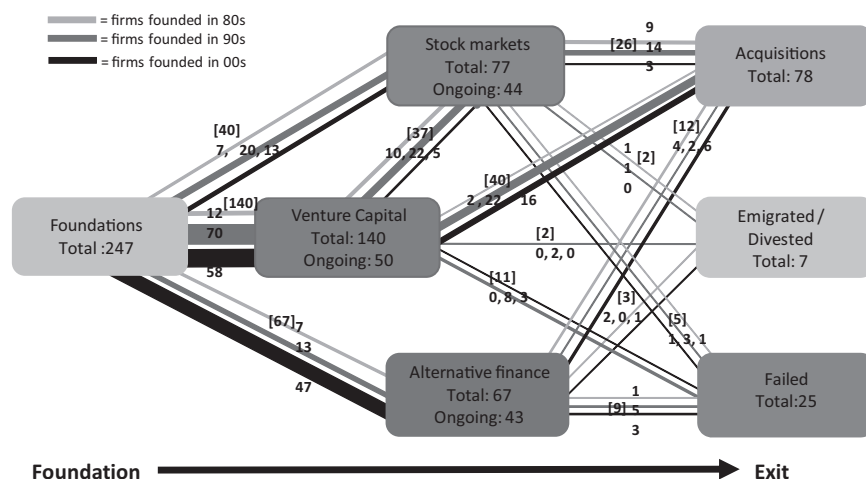 = firms founded in 80s
= firms founded in 90s
= firms founded in 00s
Stock markets
Total: 77
Ongoing: 44
9
[26] 14
3
Acquisitions
Total: 78
[40]
7, 20, 13
[37]
10, 22, 5
[12]
4, 2, 6
1
1 [2]
0
[40]
2, 22, 16
Foundations
Total :247
[140]
12
70
58
Venture Capital
Total: 140
Ongoing: 50
[2]
0, 2, 0
Emigrated /
Divested
Total: 7
[11]
0, 8, 3
[3]
2, 0, 1
[5]
1, 3, 1
[67] 7
13
47
Alternative finance
Total: 67
Ongoing: 43
1
[9] 5
3
Failed
Total:25
Foundation
Exit